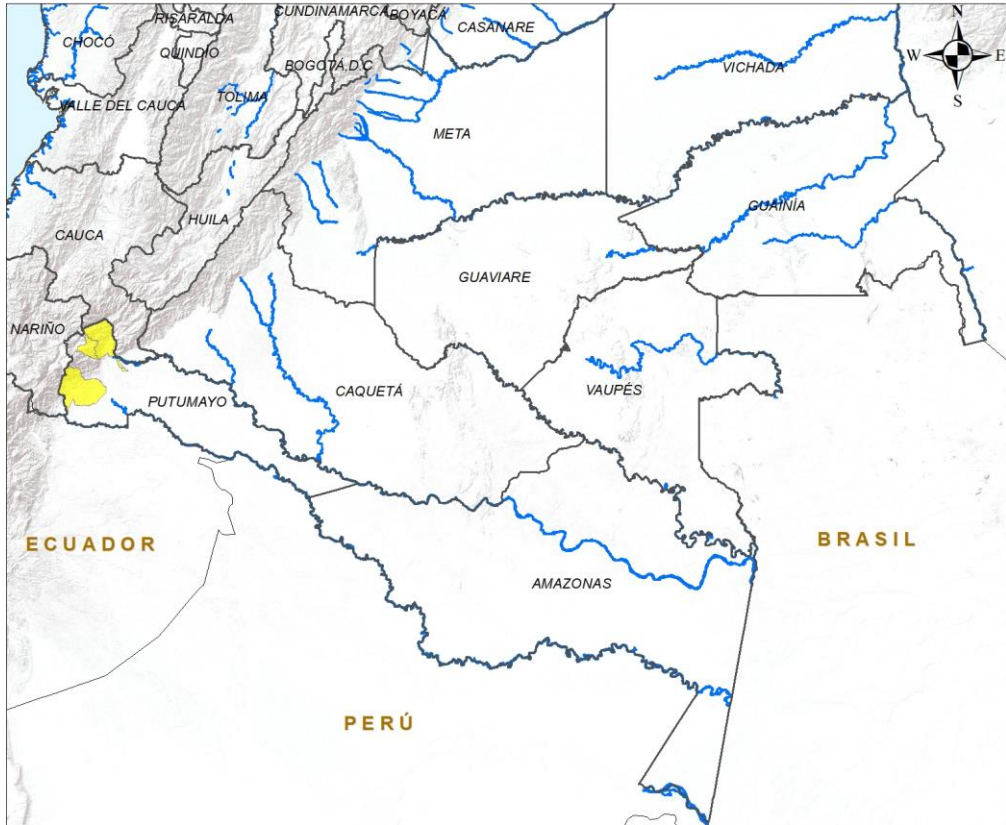 CUNDINAMARCA
BOYACÁ
RISARALDA
CASANARE
N
CHOCÓ
QUINDÍO
BOGOTÁ D.C
W
E
VICHADA
VALLE DEL CAUCA
TOLIMA
S
META
HUILA
GUAINÍA
CAUCA
GUAVIARE
NARIÑO
CAQUETÁ
VAUPÉS
PUTUMAYO
ECUADOR
BRASIL
AMAZONAS
PERÚ